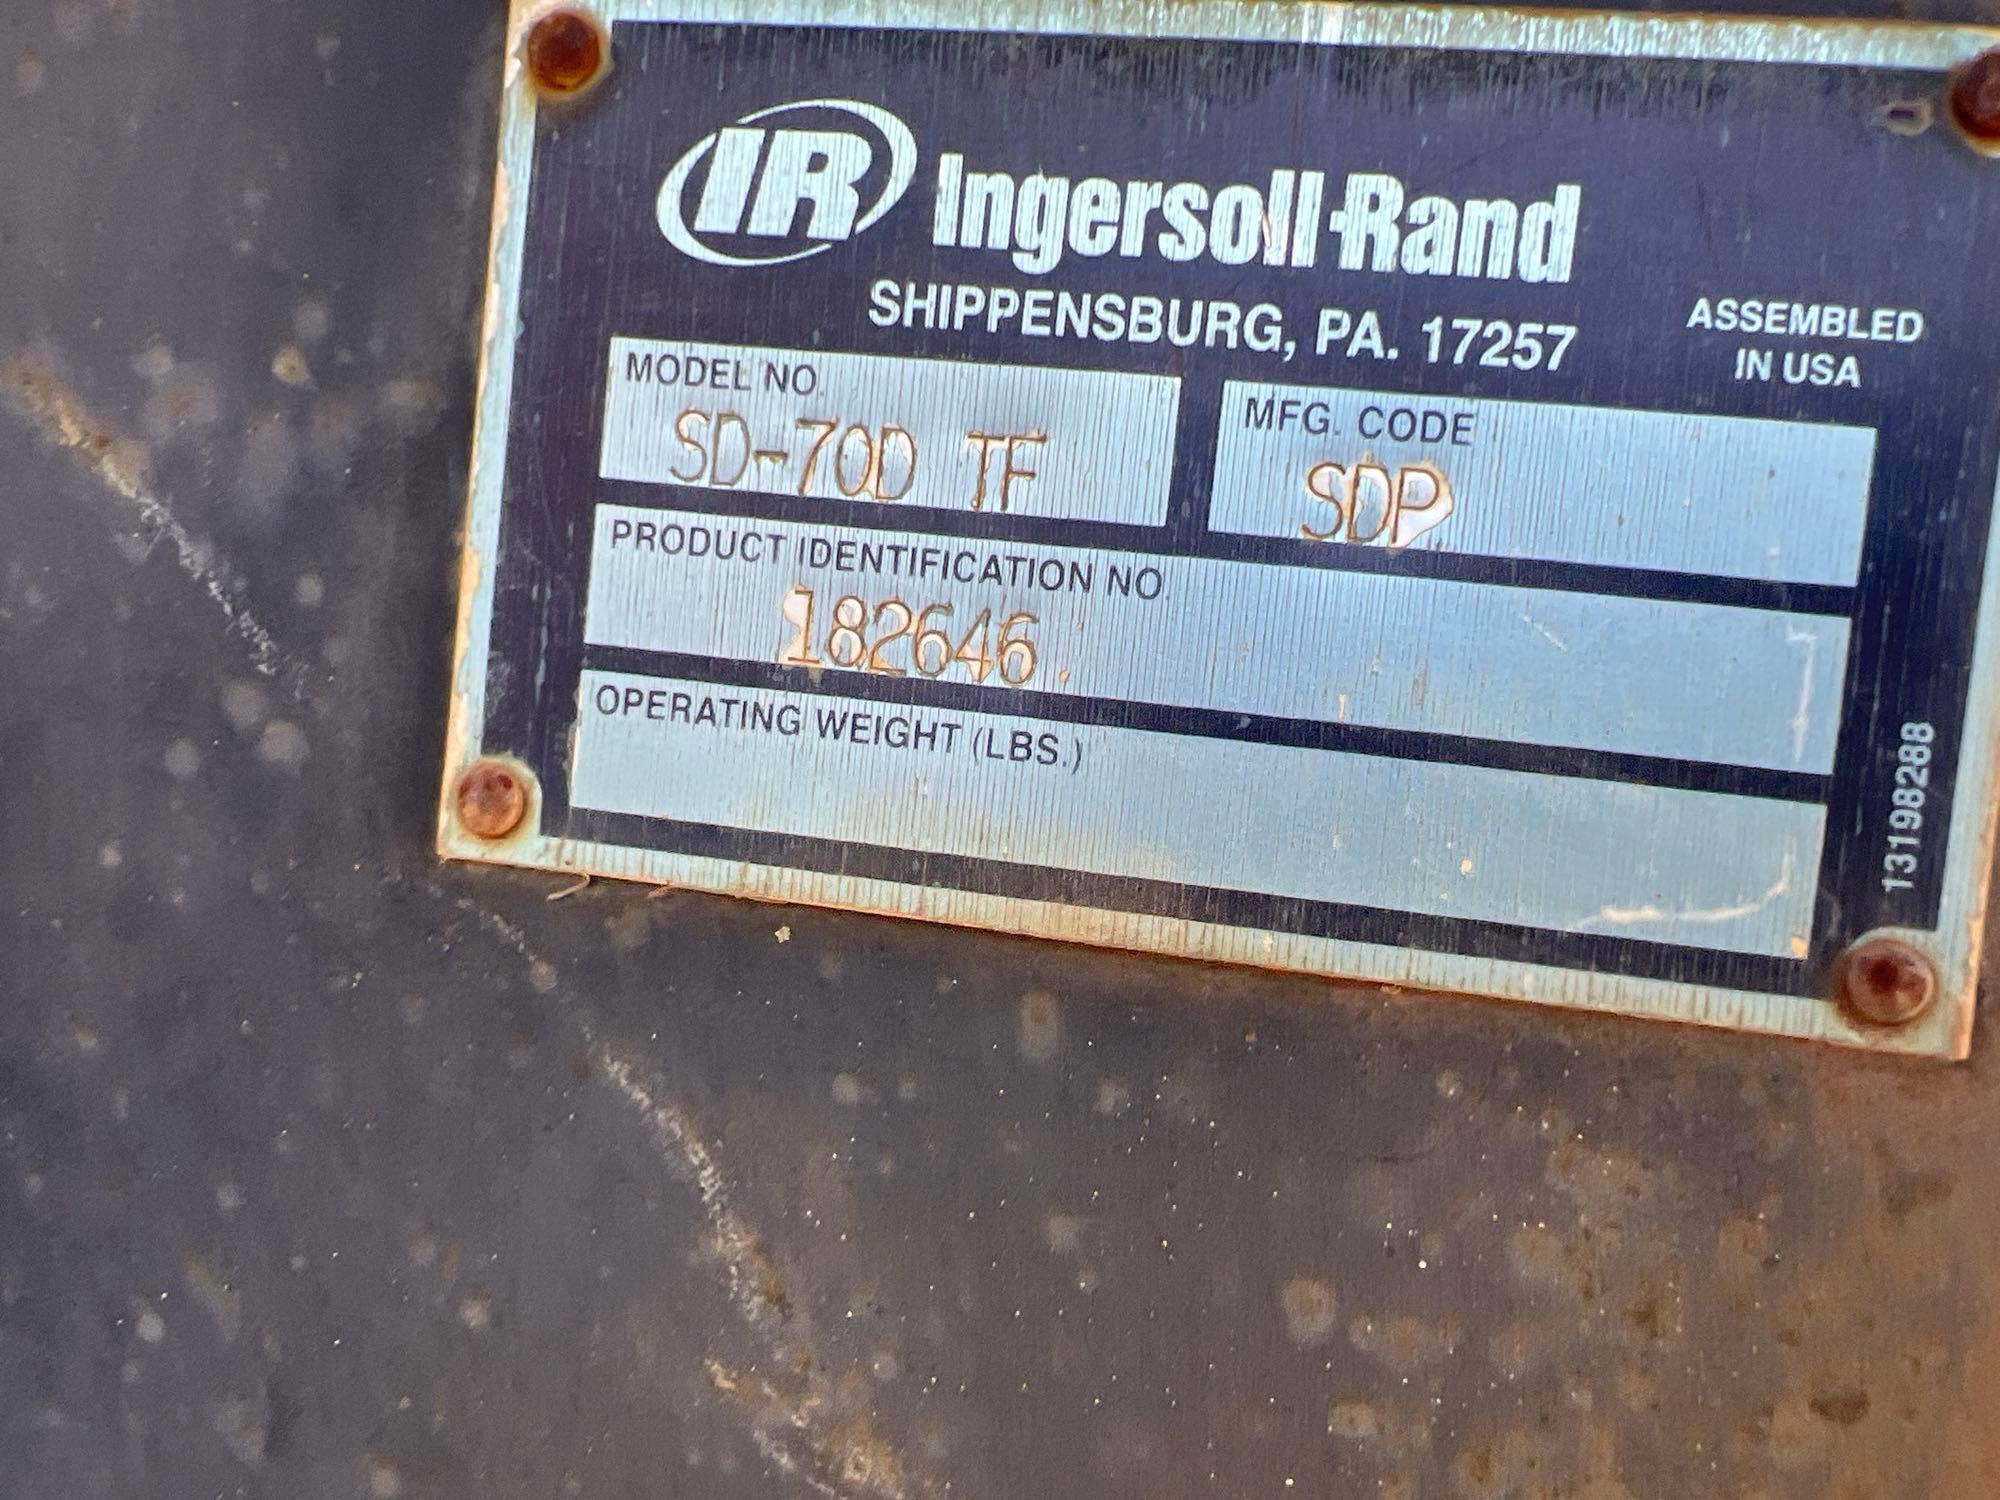 IR Ingersoll-Rand
SHIPPENSBURG, PA. 17257
ASSEMBLED
IN USA
MODEL NO.
SD-70D TF
MFG. CODE
SDP
PRODUCT IDENTIFICATION NO.
182646
OPERATING WEIGHT (LBS.)
13198288